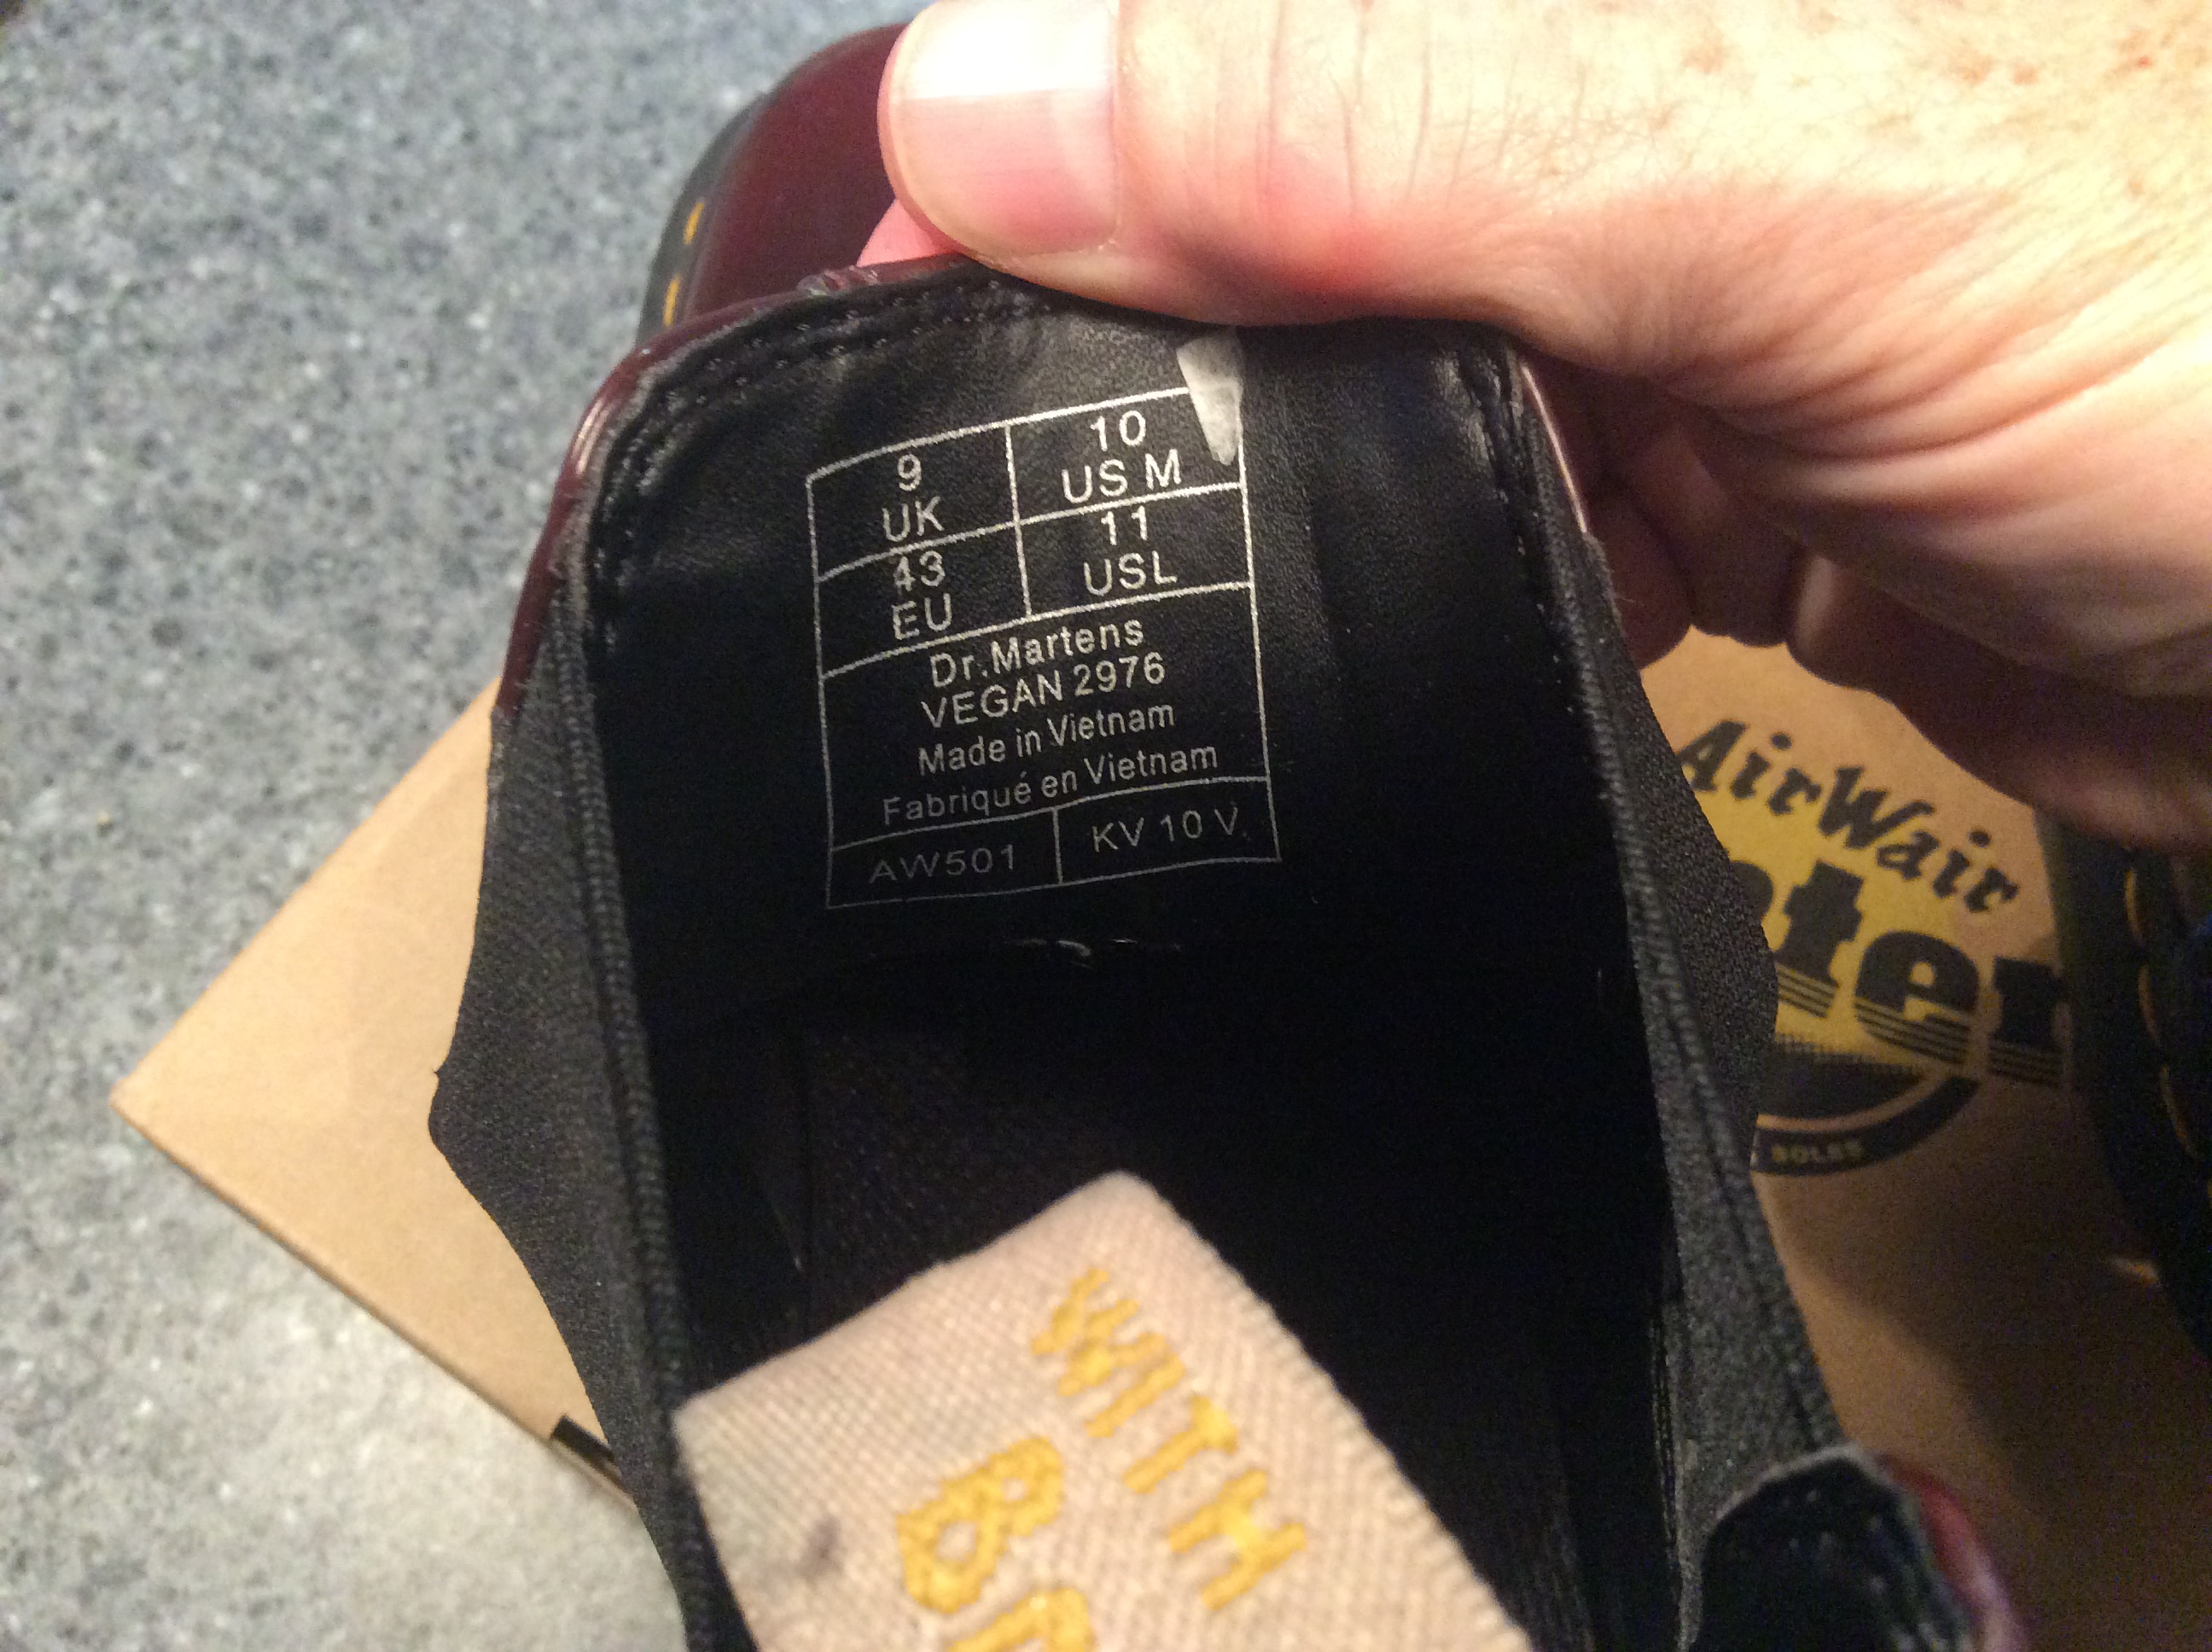 9
UK
10
US M
43
EU
11
USL
Dr.Martens
VEGAN 2976
Made in Vietnam
Fabriqué en Vietnam
AW501
KV 10 V
AirWair
SOLES
WITH